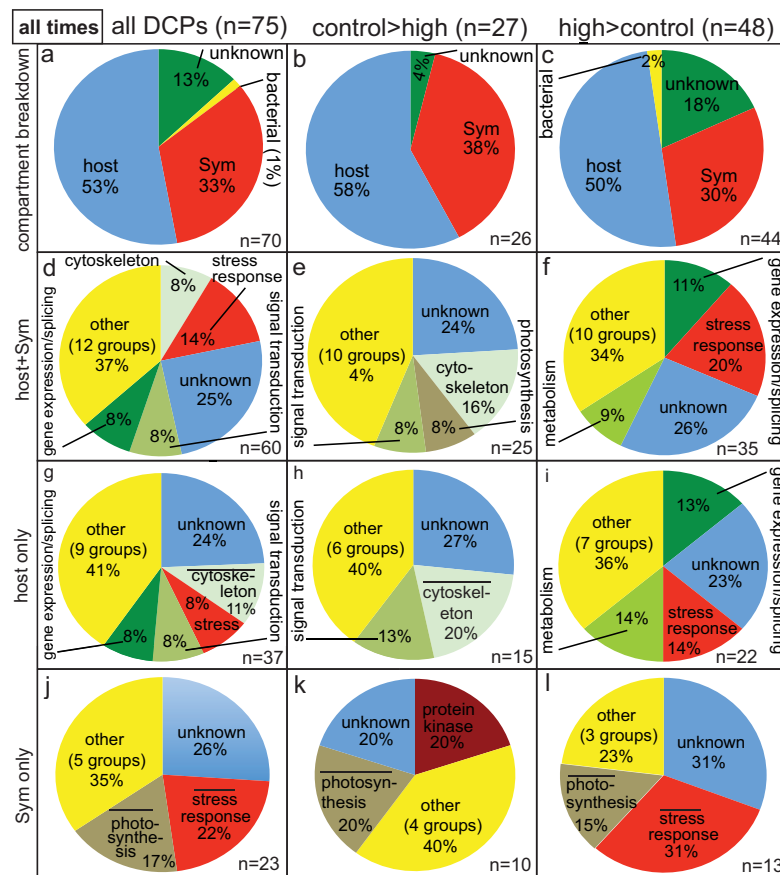 all times
all DCPs (n=75)
control>high (n=27)
high>control (n=48)
compartment breakdown
a
unknown
13%
bacterial (1%)
host
53%
Sym
33%
n=70
b
unknown
4%
Sym
38%
host
58%
n=26
c
bacterial
2%
unknown
18%
host
50%
Sym
30%
n=44
host+Sym
d
cytoskeleton
8%
stress
response
14%
other
(12 groups)
37%
unknown
25%
gene expression/splicing
8%
8%
signal transduction
n=60
e
unknown
24%
other
(10 groups)
4%
cyto-
skeleton
16%
photosynthesis
8%
8%
signal transduction
n=25
f
11%
gene expression/splicing
other
(10 groups)
34%
stress
response
20%
metabolism
9%
unknown
26%
n=35
host only
g
unknown
24%
other
(9 groups)
41%
cytoske-
leton
11%
8%
stress
gene expression/splicing
8%
8%
signal transduction
n=37
h
unknown
27%
other
(6 groups)
40%
cytoskel-
eton
20%
signal transduction
13%
n=15
i
13%
gene expression/splicing
other
(7 groups)
36%
unknown
23%
metabolism
14%
stress
response
14%
n=22
Sym only
j
unknown
26%
other
(5 groups)
35%
stress
response
22%
photo-
synthe-
sis
17%
n=23
k
unknown
20%
protein
kinase
20%
photosyn-
thesis
20%
other
(4 groups)
40%
n=10
l
other
(3 groups)
23%
unknown
31%
photo-
synthesis
15%
stress
response
31%
n=13